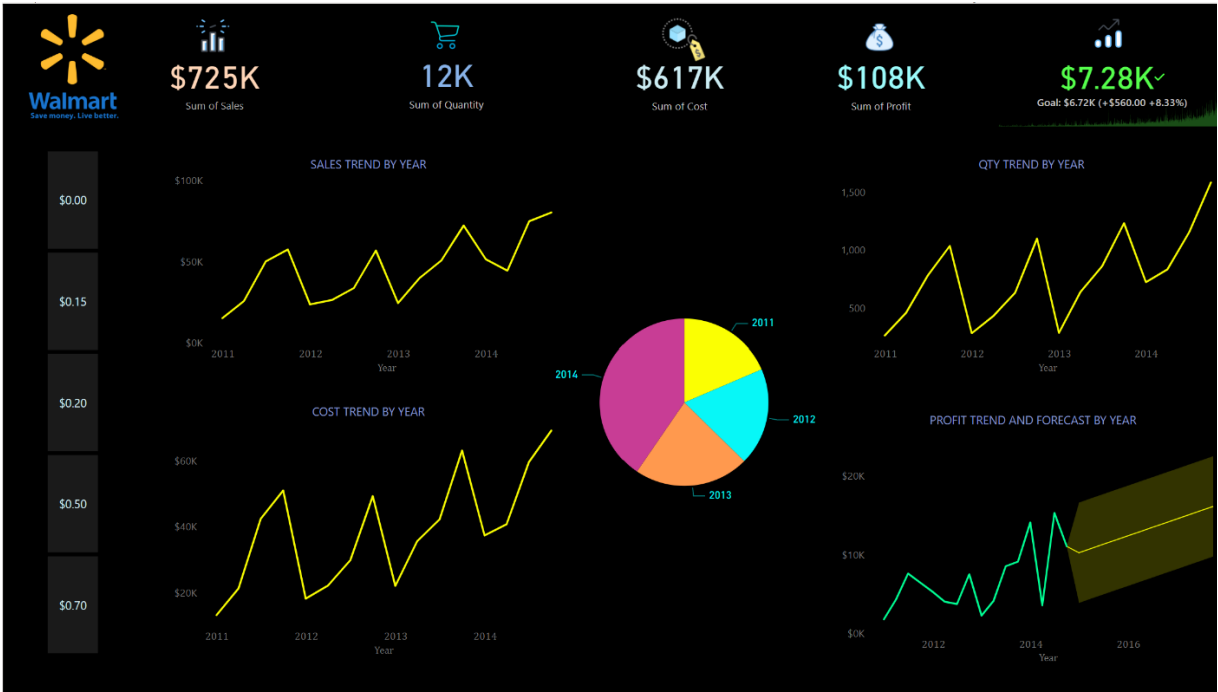 Walmart
Save money. Live better.
$725K
Sum of Sales
12K
Sum of Quantity
$617K
Sum of Cost
$108K
Sum of Profit
$7.28K
Goal: $6.72K (+$560.00 +8.33%)
$0.00
$0.15
$0.20
$0.50
$0.70
SALES TREND BY YEAR
$100K
$50K
$0K
2011 2012 2013 2014
Year
COST TREND BY YEAR
$60K
$40K
$20K
2011 2012 2013 2014
Year
2011
2014
2012
2013
QTY TREND BY YEAR
1,500
1,000
500
2011 2012 2013 2014
Year
PROFIT TREND AND FORECAST BY YEAR
$20K
$10K
$0K
2012 2014 2016
Year